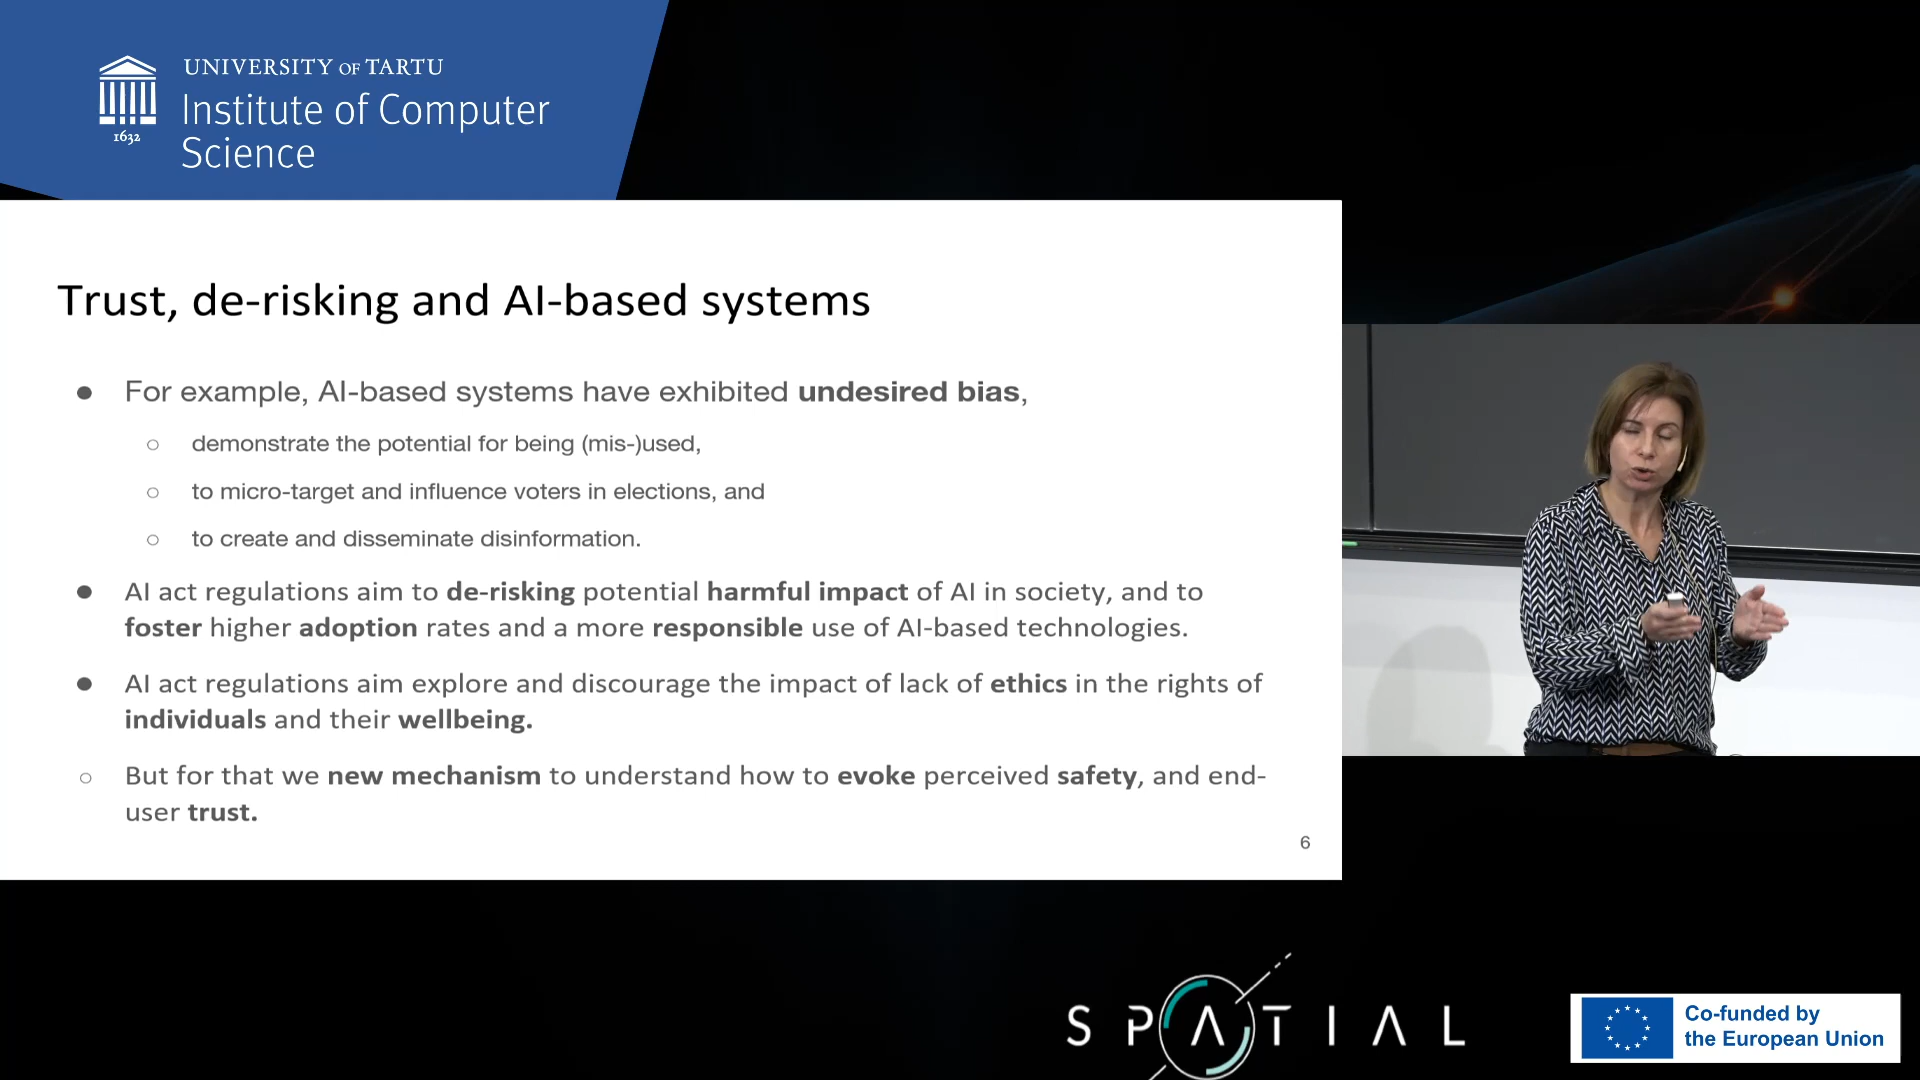 UNIVERSITY OF TARTU
Institute of Computer
Science
1632
Trust, de-risking and AI-based systems
● For example, AI-based systems have exhibited undesired bias,
○ demonstrate the potential for being (mis-)used,
○ to micro-target and influence voters in elections, and
○ to create and disseminate disinformation.
● AI act regulations aim to de-risking potential harmful impact of AI in society, and to
foster higher adoption rates and a more responsible use of AI-based technologies.
● AI act regulations aim explore and discourage the impact of lack of ethics in the rights of
individuals and their wellbeing.
○ But for that we new mechanism to understand how to evoke perceived safety, and end-
user trust.
6
SPATIAL
Co-funded by
the European Union